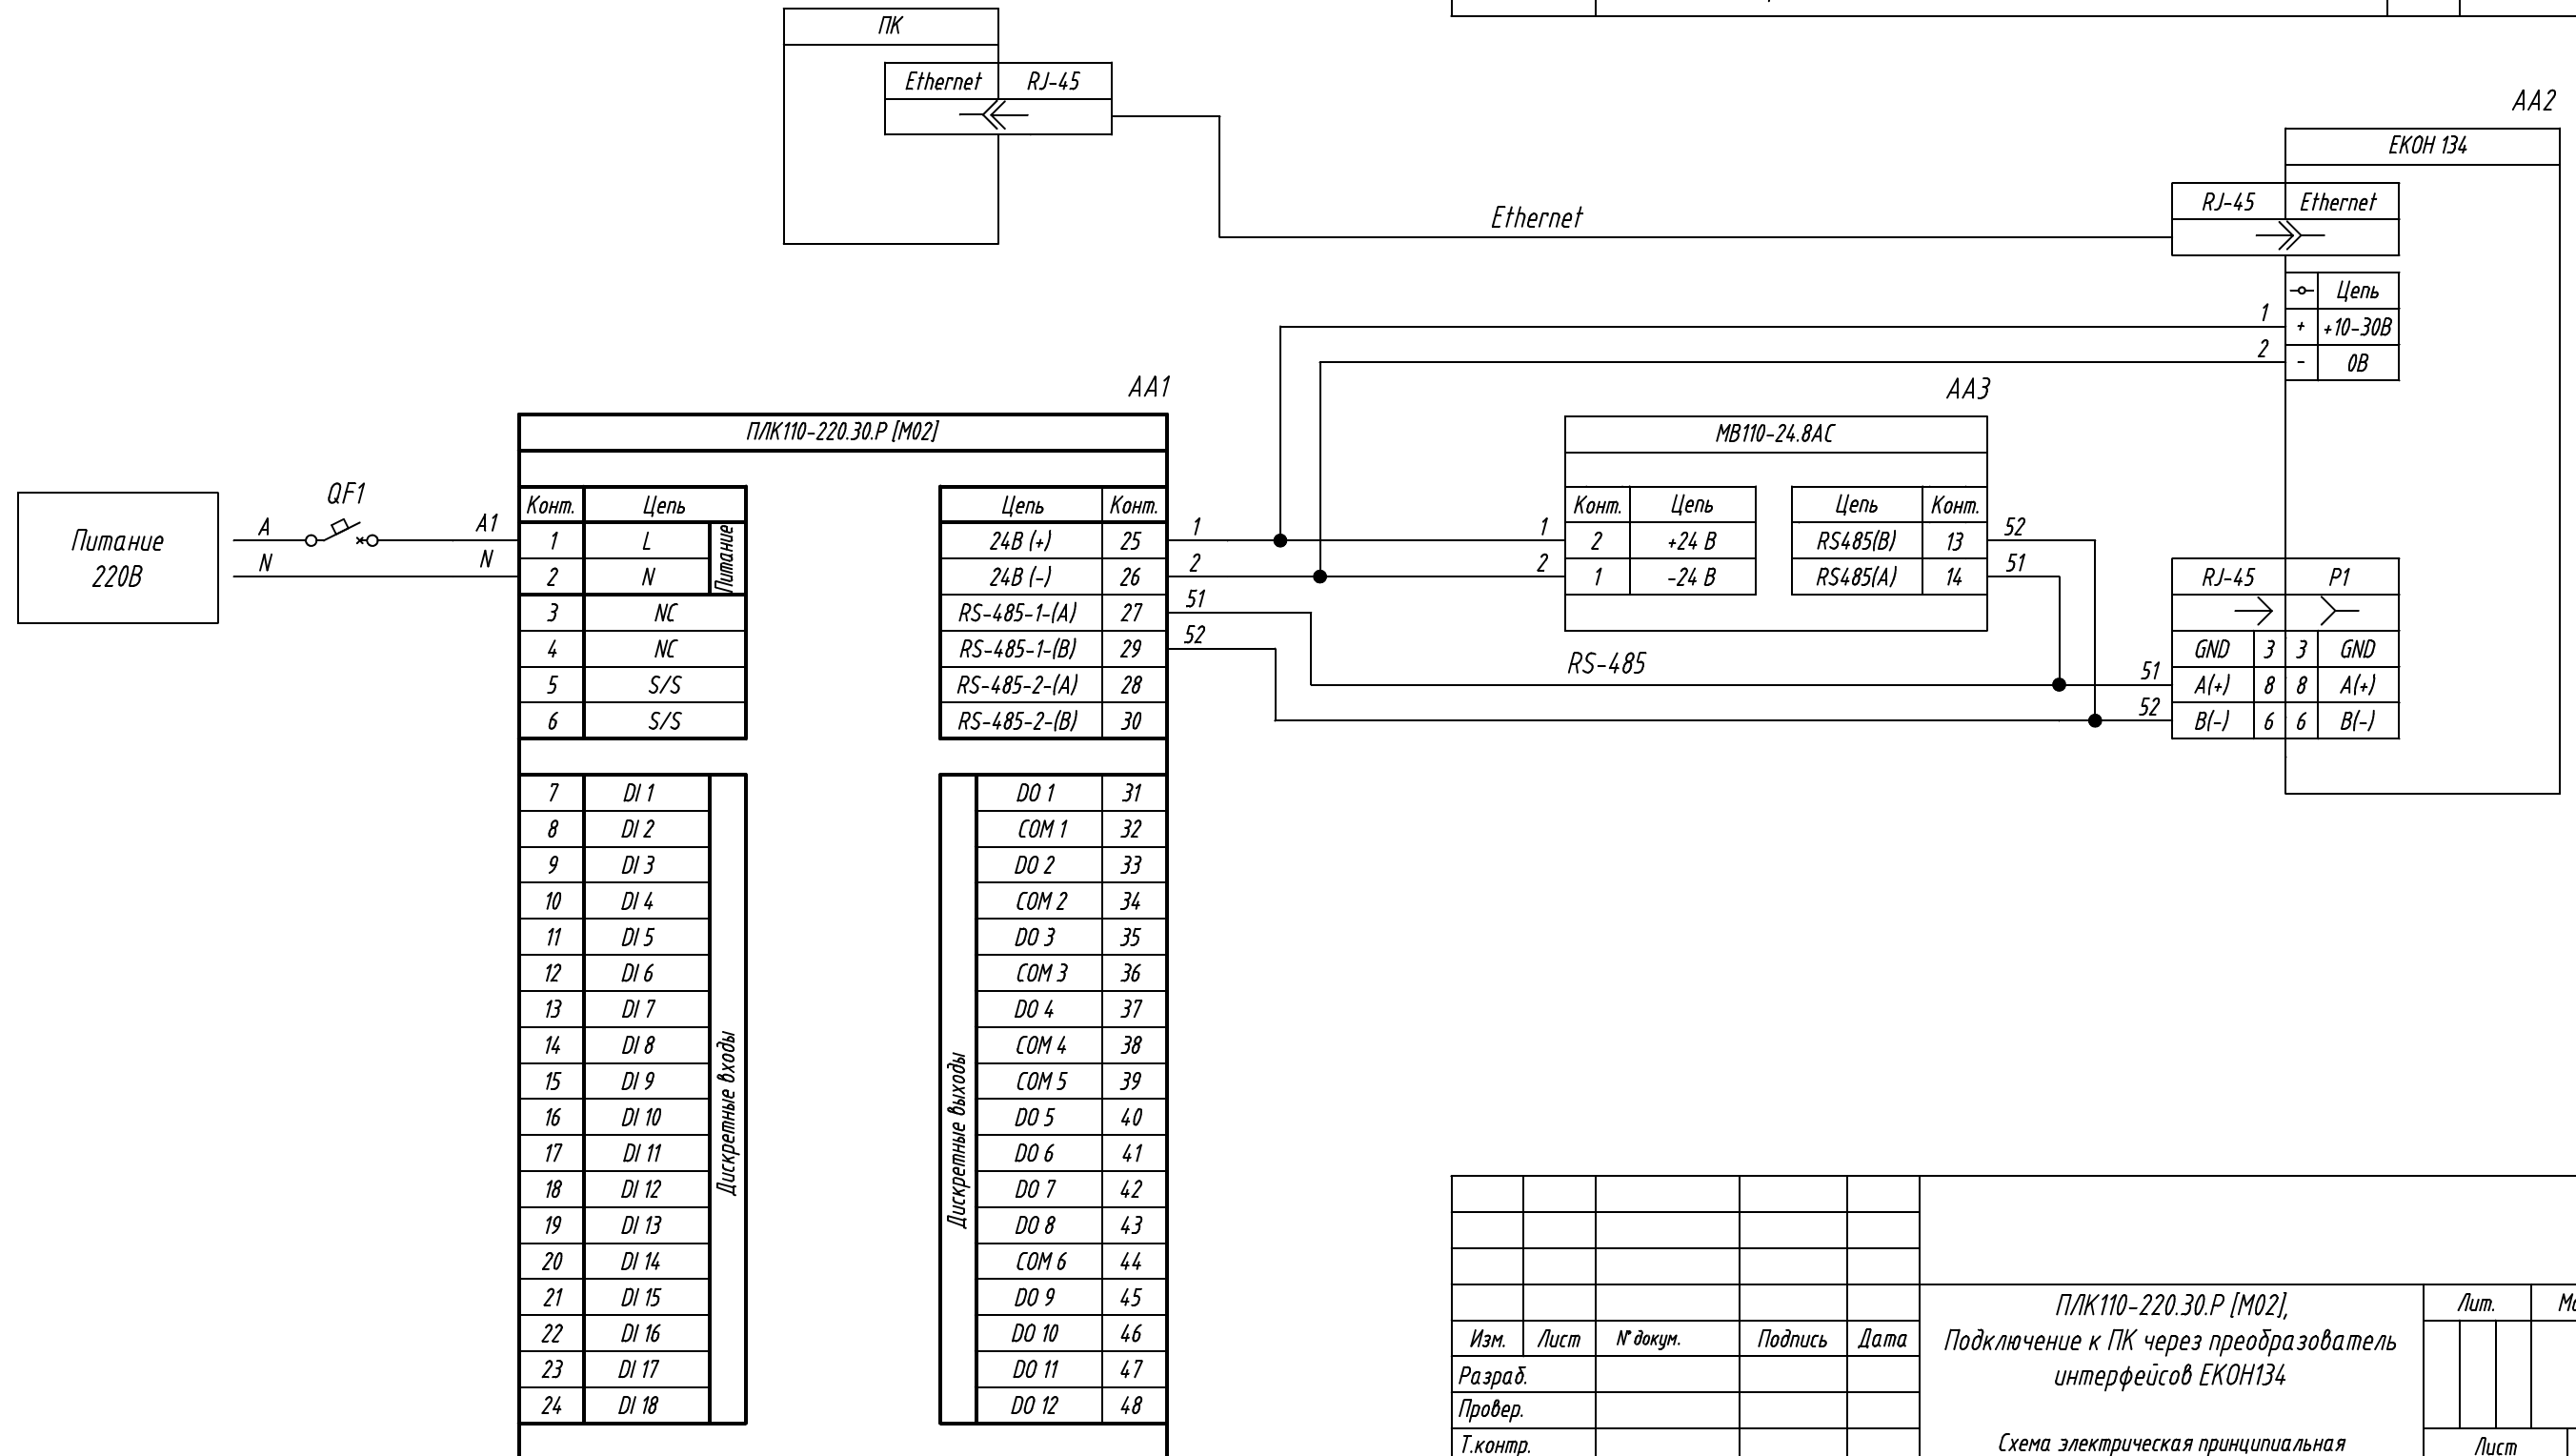 ПК
Ethernet RJ-45
АА2
ЕКОН 134
RJ-45 Ethernet
Ethernet
Цепь
1 + +10-30В
2 - 0В
АА1
ПЛК110-220.30.Р [М02]
АА3
МВ110-24.8АС
Питание
220В
QF1
A A1
N N
Конт. Цепь
1 L
2 N
Питание
3 NC
4 NC
5 S/S
6 S/S
Цепь Конт.
24В (+) 25 1
24В (-) 26 2
RS-485-1-(A) 27 51
RS-485-1-(B) 29 52
RS-485-2-(A) 28
RS-485-2-(B) 30
Конт. Цепь
1 2 +24 В
2 1 -24 В
Цепь Конт.
RS485(B) 13 52
RS485(A) 14 51
RS-485
RJ-45 P1
GND 3 3 GND
51 A(+) 8 8 A(+)
52 B(-) 6 6 B(-)
7 DI 1
8 DI 2
9 DI 3
10 DI 4
11 DI 5
12 DI 6
13 DI 7
14 DI 8
15 DI 9
16 DI 10
17 DI 11
18 DI 12
19 DI 13
20 DI 14
21 DI 15
22 DI 16
23 DI 17
24 DI 18
Дискретные входы
Дискретные выходы
DO 1 31
COM 1 32
DO 2 33
COM 2 34
DO 3 35
COM 3 36
DO 4 37
COM 4 38
COM 5 39
DO 5 40
DO 6 41
DO 7 42
DO 8 43
COM 6 44
DO 9 45
DO 10 46
DO 11 47
DO 12 48
Изм. Лист № докум. Подпись Дата
Разраб.
Провер.
Т.контр.
ПЛК110-220.30.Р [М02],
Подключение к ПК через преобразователь
интерфейсов ЕКОН134
Схема электрическая принципиальная
Лит.
Лист